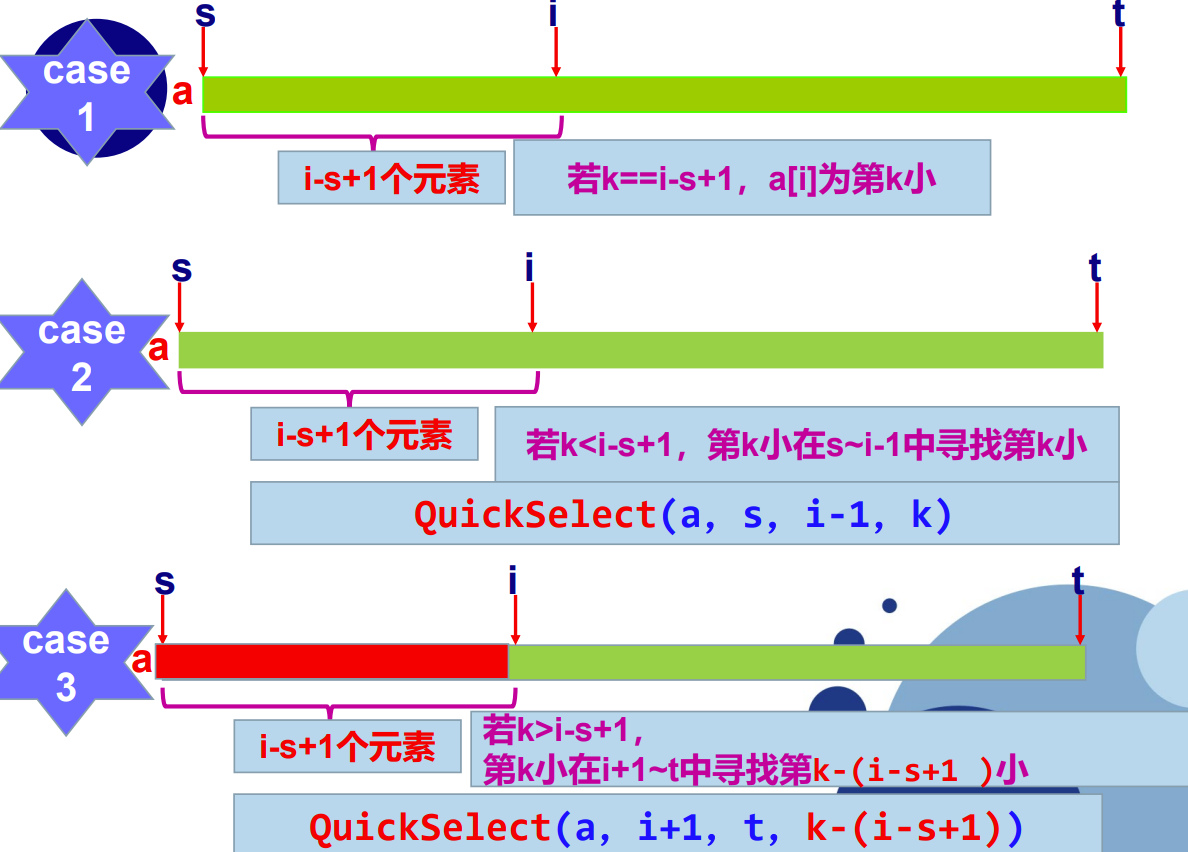 s i t
case
1
a
i-s+1个元素
若k==i-s+1，a[i]为第k小
s i t
case
2
a
i-s+1个元素
若k<i-s+1，第k小在s~i-1中寻找第k小
QuickSelect(a, s, i-1, k)
s i t
case
3
a
i-s+1个元素
若k>i-s+1，
第k小在i+1~t中寻找第k-(i-s+1 )小
QuickSelect(a, i+1, t, k-(i-s+1))